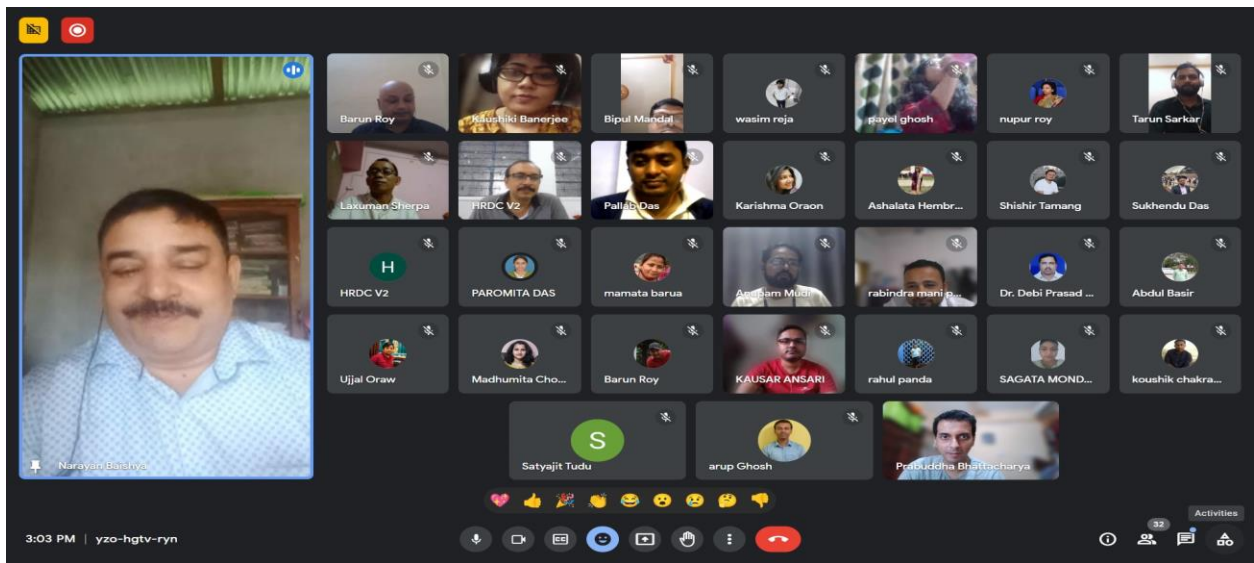 Barun Roy
Kaushiki Banerjee
Bipul Mandal
wasim reja
payel ghosh
nupur roy
Tarun Sarkar
Laxuman Sherpa
HRDC V2
Pallab Das
Karishma Oraon
Ashalata Hembr...
Shishir Tamang
Sukhendu Das
H
HRDC V2
PAROMITA DAS
mamata barua
Anupam Mudi
rabindra mani p...
Dr. Debi Prasad ...
Abdul Basir
Ujjal Oraw
Madhumita Cho...
Barun Roy
KAUSAR ANSARI
rahul panda
SAGATA MOND...
koushik chakra...
Narayan Baishya
S
Satyajit Tudu
arup Ghosh
Prabuddha Bhattacharya
Activities
3:03 PM | yzo-hgtv-ryn
CC
32